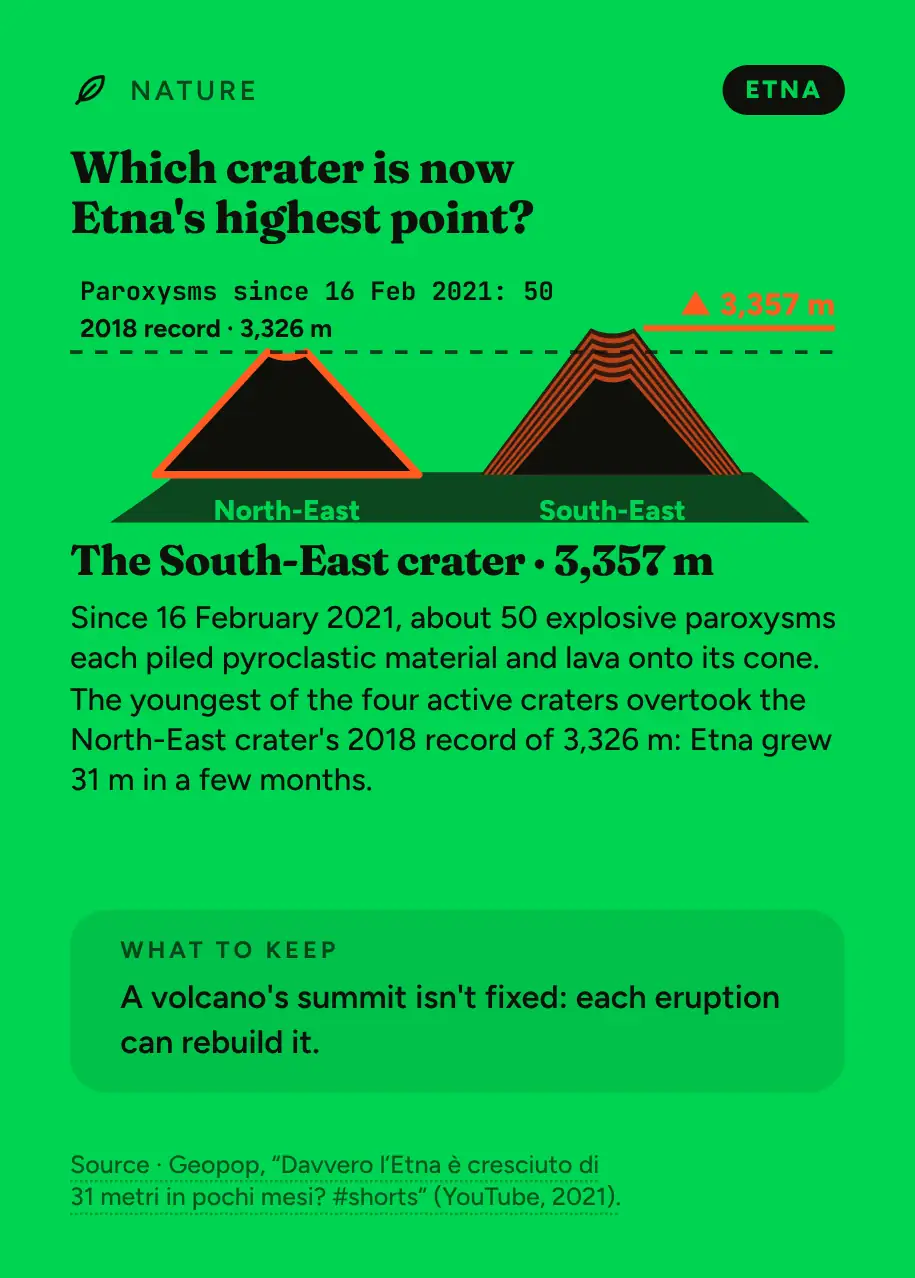 NATURE
ETNA
Which crater is now
Etna's highest point?
Paroxysms since 16 Feb 2021: 50
2018 record · 3,326 m
▲ 3,357 m
North-East
South-East
The South-East crater · 3,357 m
Since 16 February 2021, about 50 explosive paroxysms
each piled pyroclastic material and lava onto its cone.
The youngest of the four active craters overtook the
North-East crater's 2018 record of 3,326 m: Etna grew
31 m in a few months.
WHAT TO KEEP
A volcano's summit isn't fixed: each eruption
can rebuild it.
Source · Geopop, “Davvero l’Etna è cresciuto di
31 metri in pochi mesi? #shorts” (YouTube, 2021).